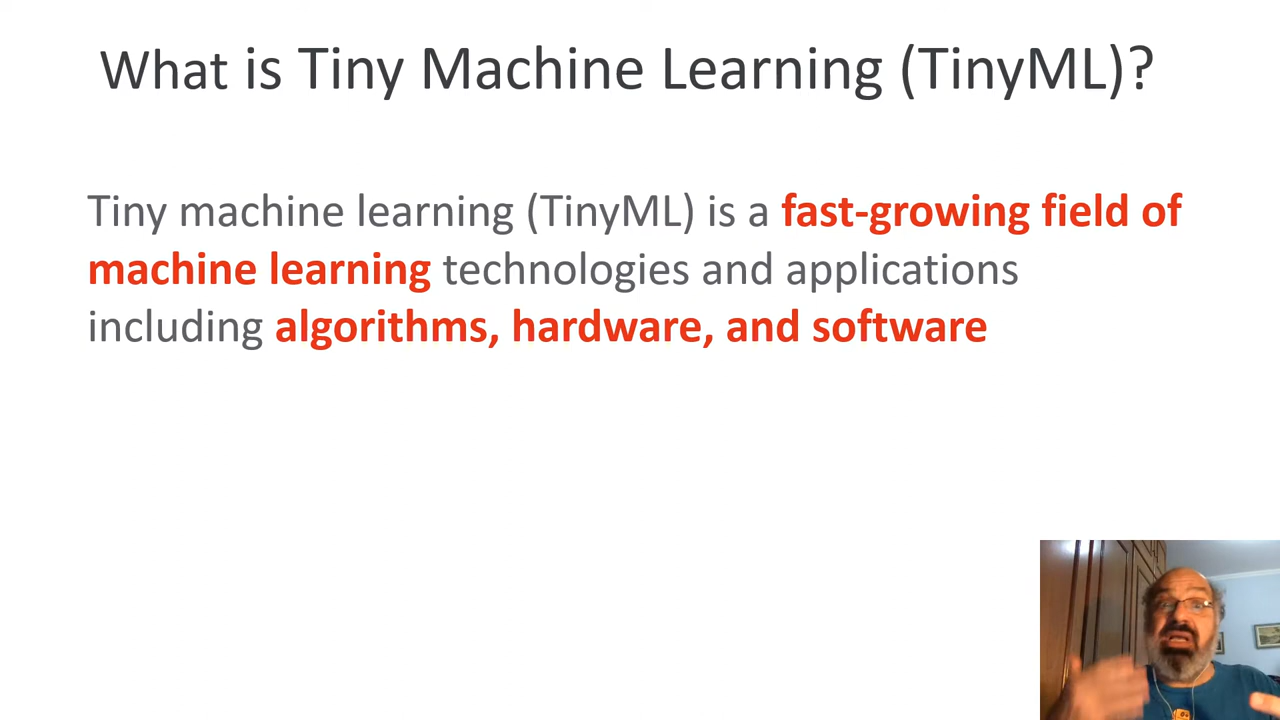 What is Tiny Machine Learning (TinyML)?
Tiny machine learning (TinyML) is a fast-growing field of
machine learning technologies and applications
including algorithms, hardware, and software